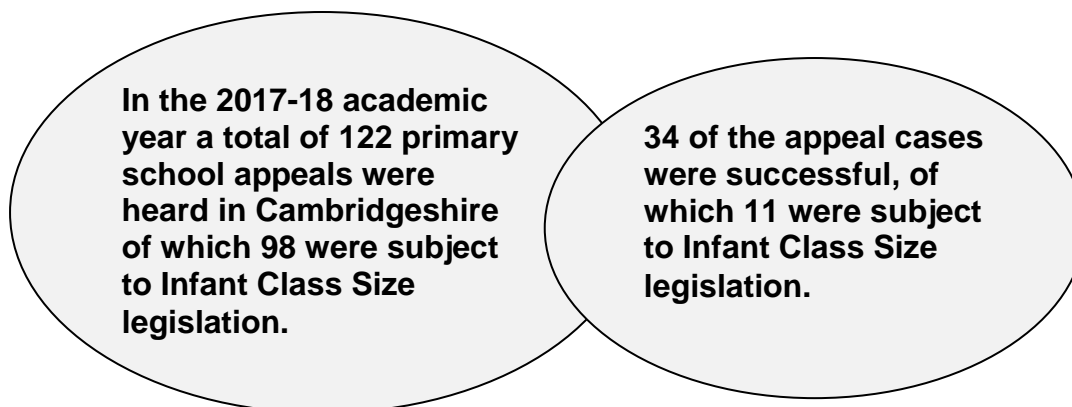 In the 2017-18 academic
year a total of 122 primary
school appeals were
heard in Cambridgeshire
of which 98 were subject
to Infant Class Size
legislation.
34 of the appeal cases
were successful, of
which 11 were subject
to Infant Class Size
legislation.